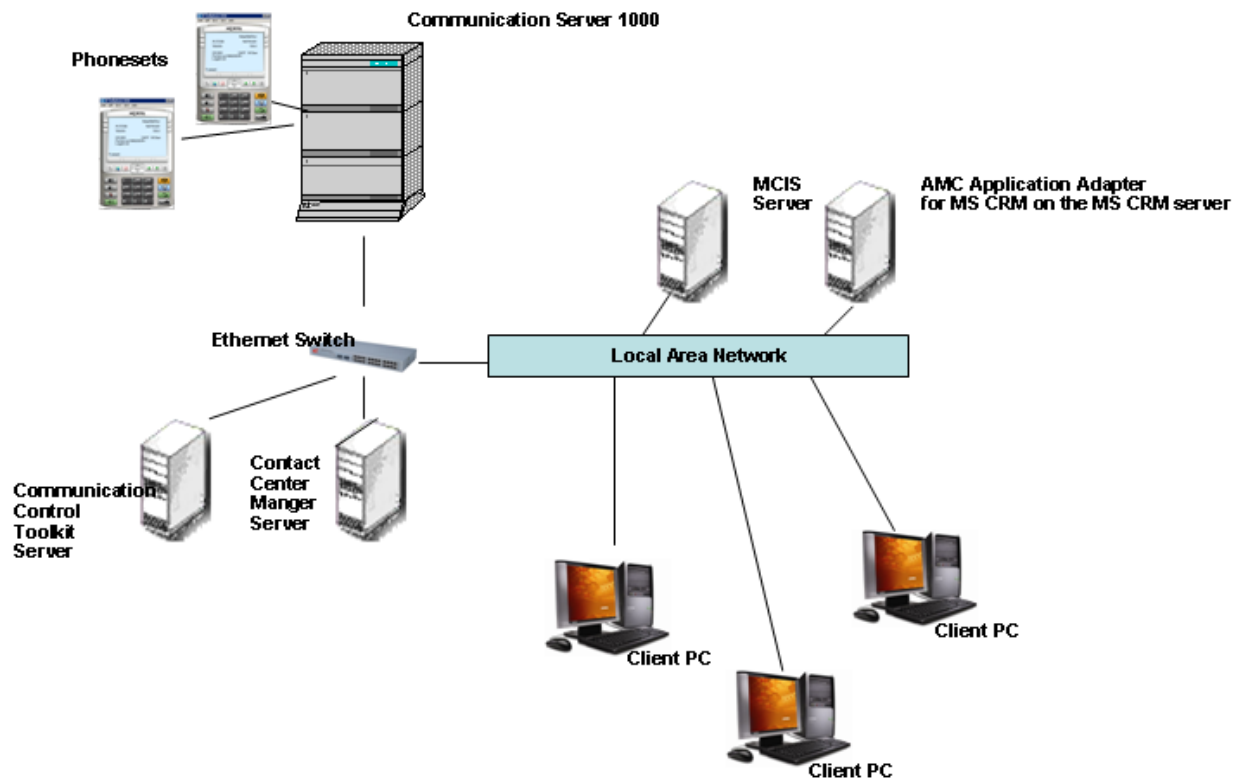 Communication Server 1000
Phonesets
MCIS
Server
AMC Application Adapter
for MS CRM on the MS CRM server
Ethernet Switch
Local Area Network
Communication
Control
Toolkit
Server
Contact
Center
Manger
Server
Client PC
Client PC
Client PC